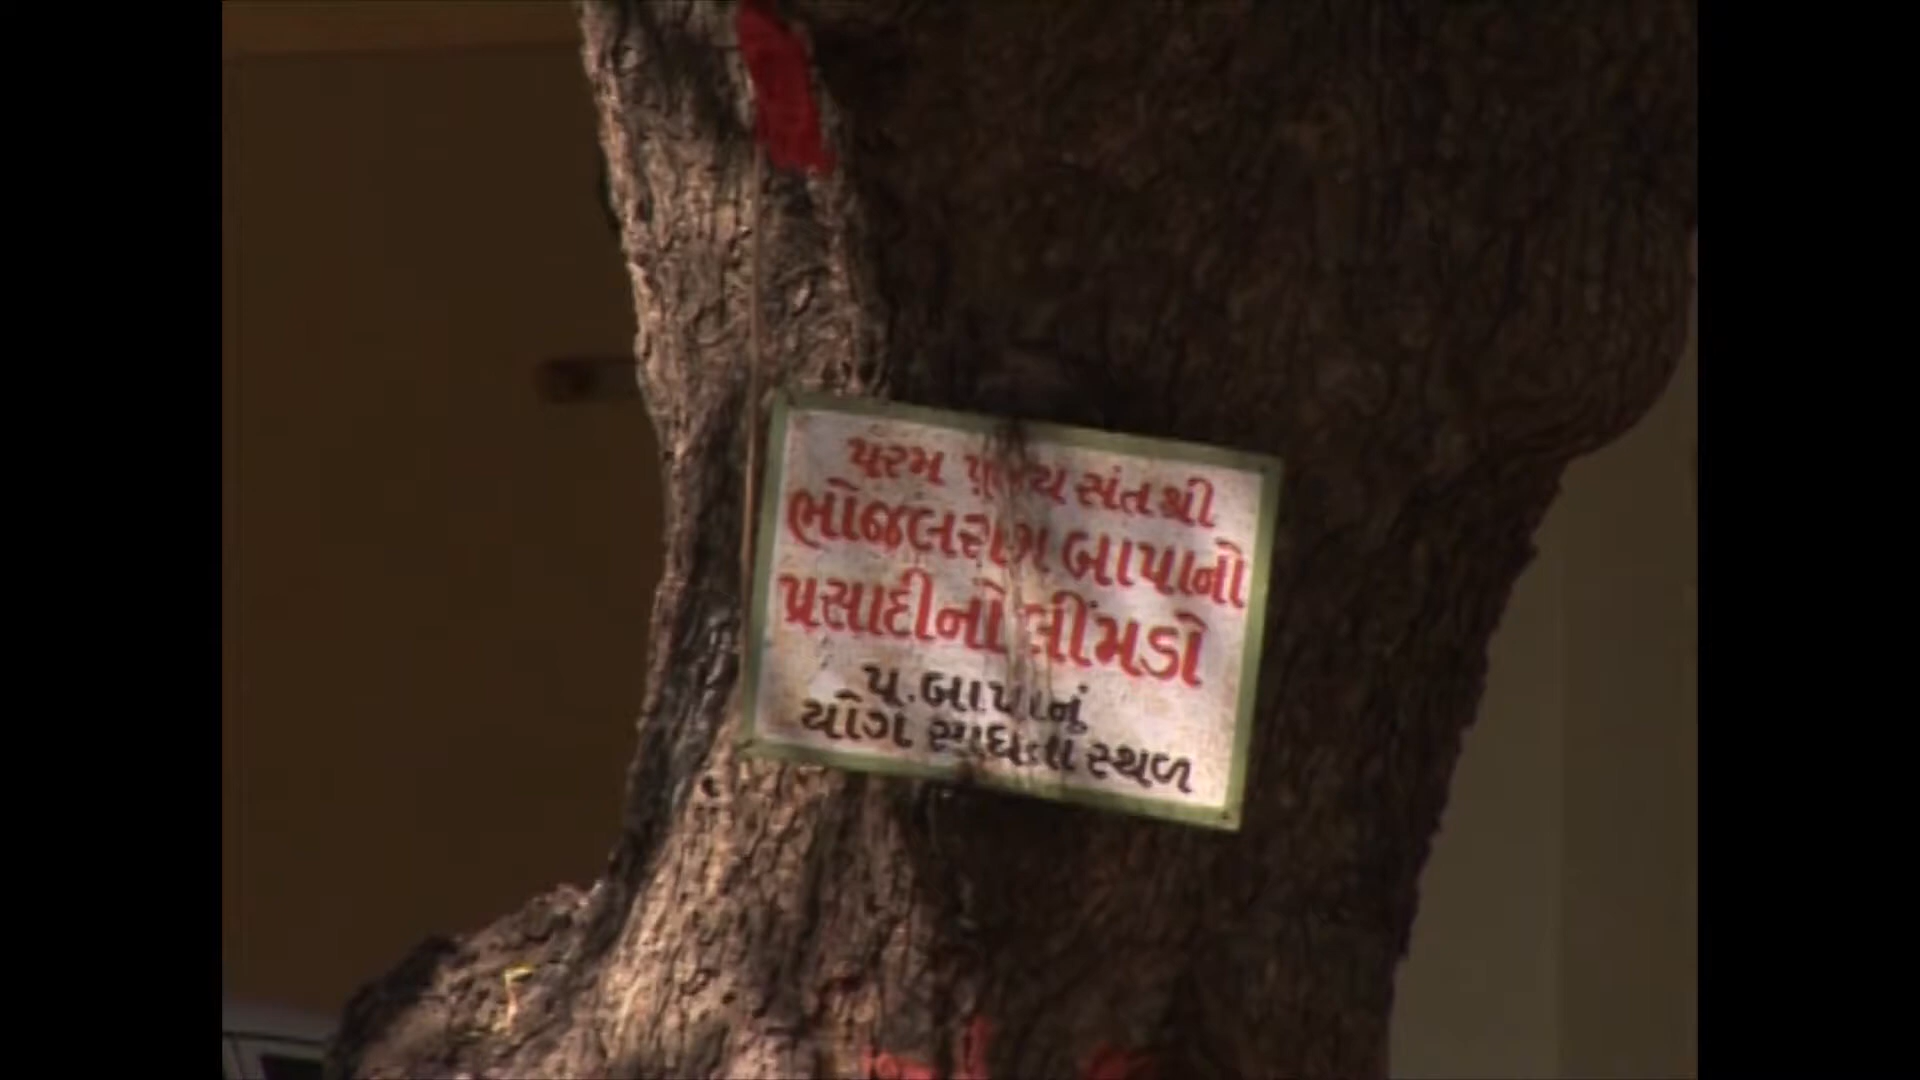 પરમ પૂજ્ય સંતશ્રી
ભોજલરામ બાપાનો
પ્રસાદીનો લીંમડો
પૂ. બાપાનું
યોગ સાધના સ્થળ